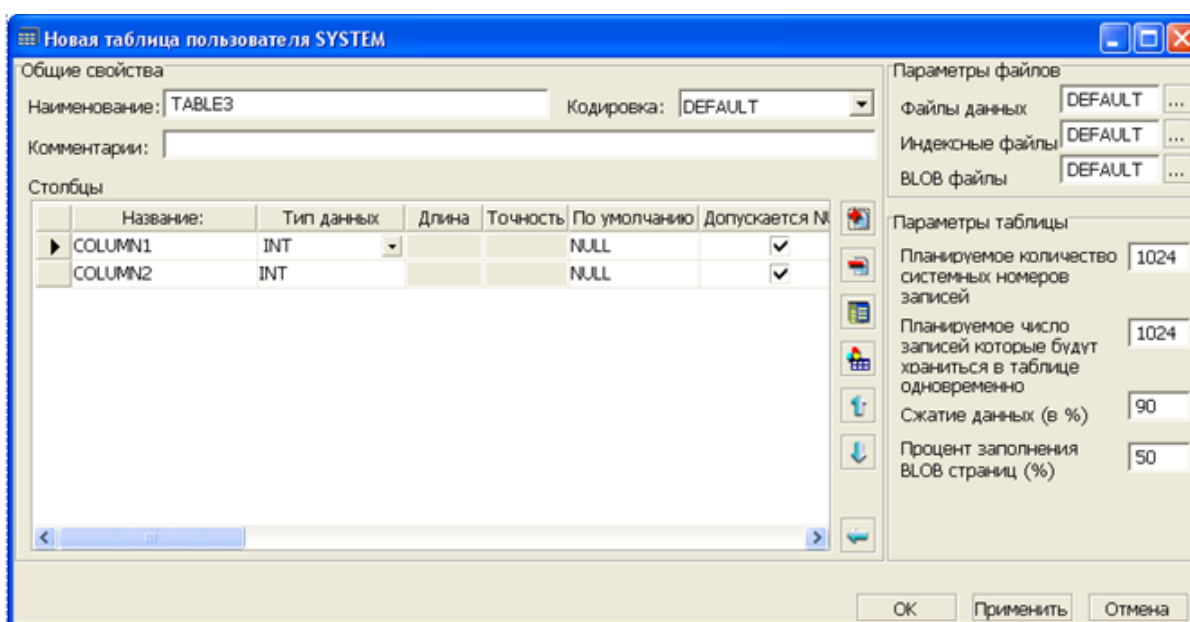 Новая таблица пользователя SYSTEM
Общие свойства
Наименование: TABLE3 Кодировка: DEFAULT
Комментарии:
Столбцы
Название: Тип данных Длина Точность По умолчанию Допускается NU
COLUMN1 INT NULL
COLUMN2 INT NULL
Параметры файлов
Файлы данных DEFAULT ...
Индексные файлы DEFAULT ...
BLOB файлы DEFAULT ...
Параметры таблицы
Планируемое количество 1024
системных номеров
записей
Планируемое число 1024
записей которые будут
храниться в таблице
одновременно
Сжатие данных (в %) 90
Процент заполнения 50
BLOB страниц (%)
OK Применить Отмена